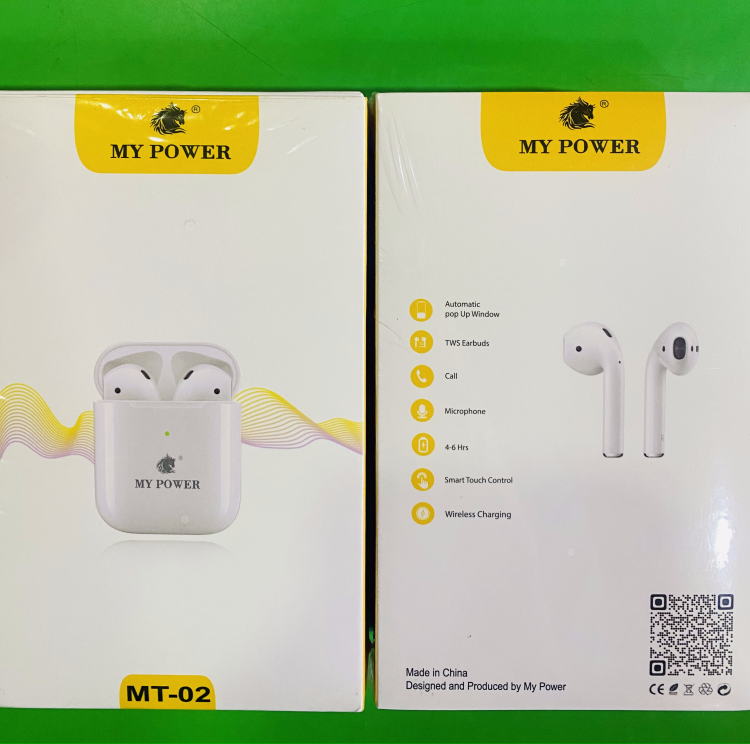 ®
MY POWER
MY POWER
MT-02
®
MY POWER
Automatic
pop Up Window
TWS Earbuds
Call
Microphone
4-6 Hrs
Smart Touch Control
Wireless Charging
Made in China
Designed and Produced by My Power
CE